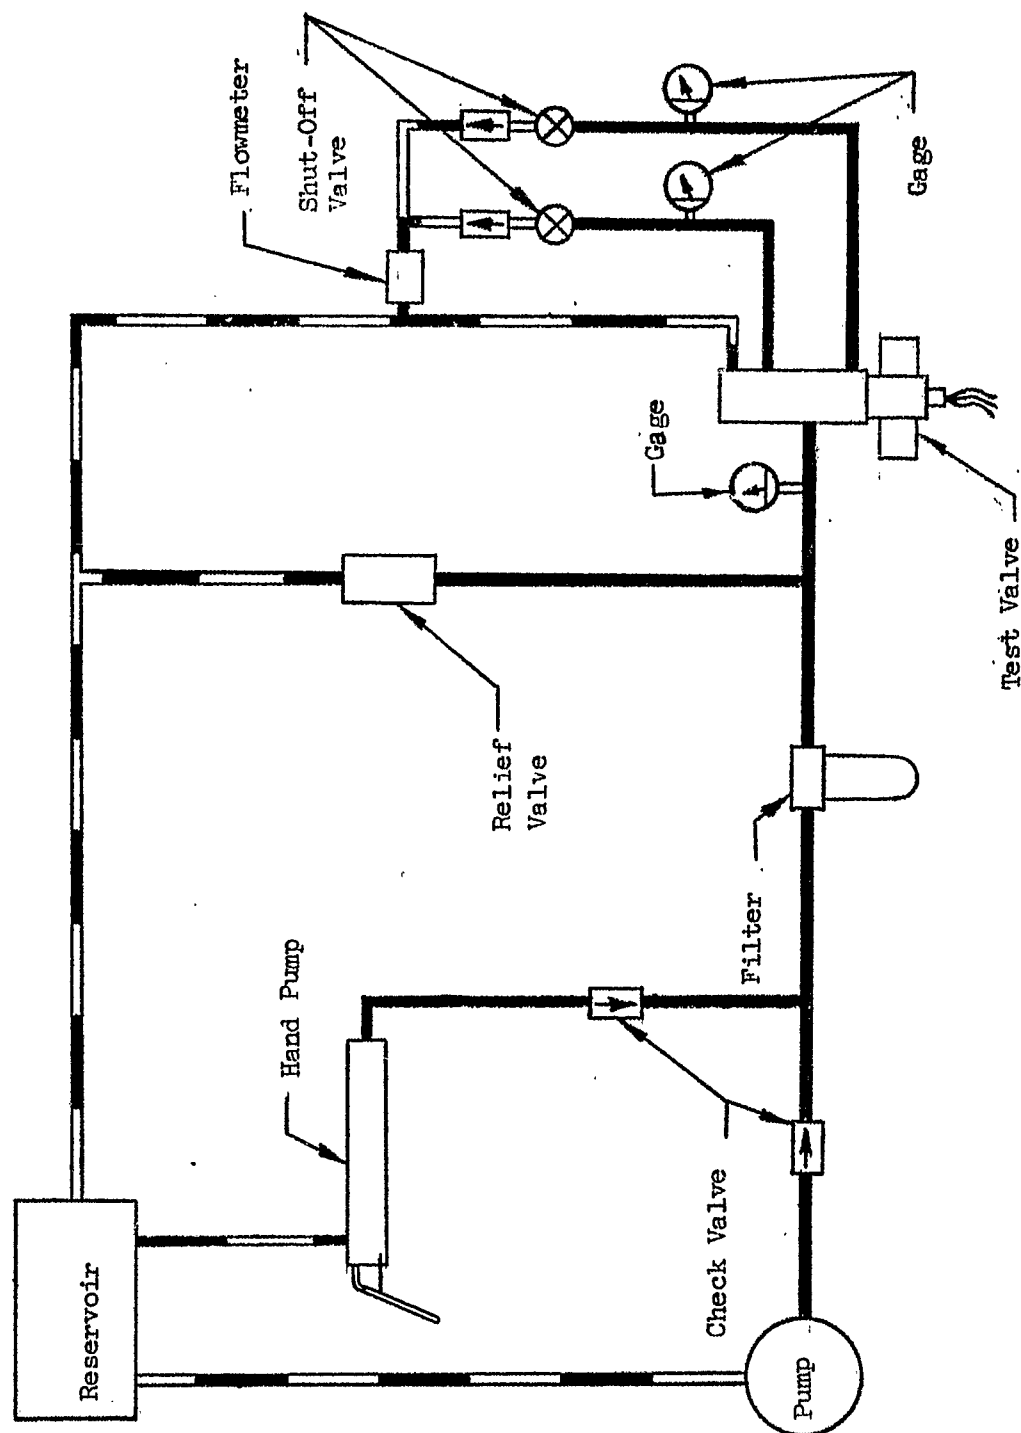 Reservoir
Pump
Hand Pump
Check Valve
Filter
Relief
Valve
Gage
Test Valve
Flowmeter
Shut-Off
Valve
Gage